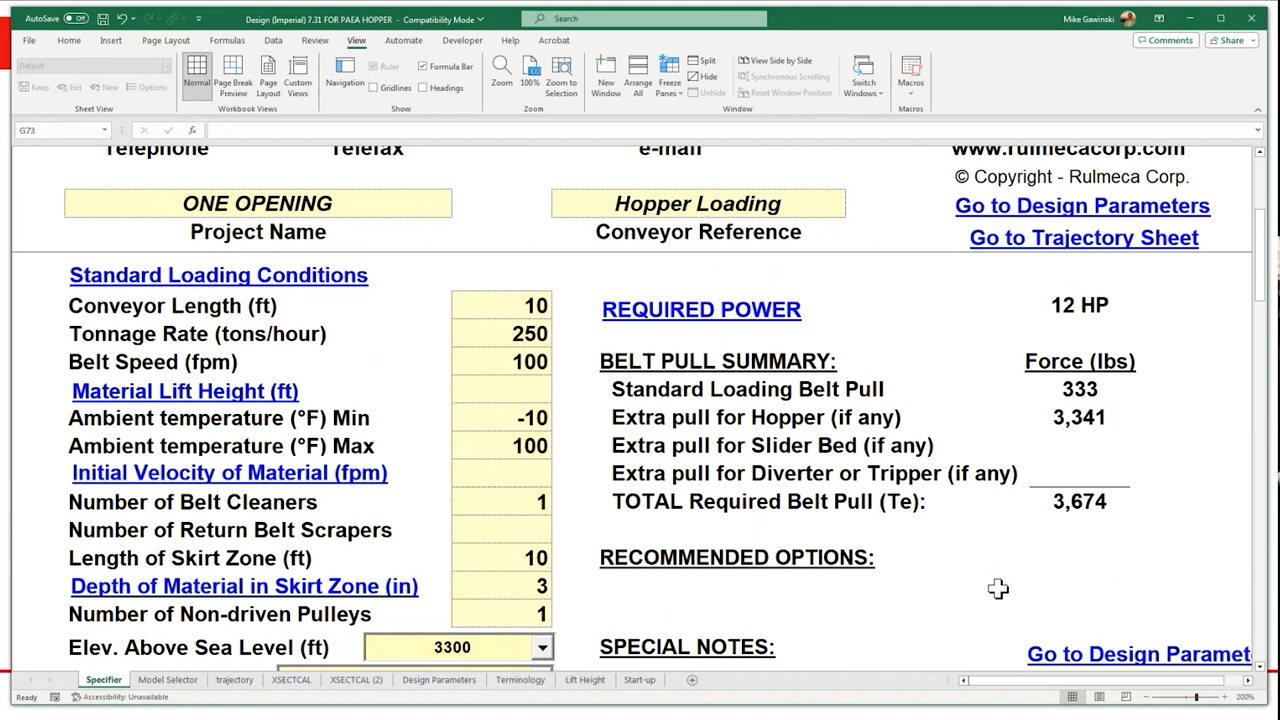 AutoSave Off Design (Imperial) 7.31 FOR PAEA HOPPER - Compatibility Mode Search Mike Gawinski
File Home Insert Page Layout Formulas Data Review View Automate Developer Help Acrobat Comments Share
Default
Keep Exit New Options
Sheet View
Normal Page Break Preview Page Layout Custom Views
Workbook Views
Navigation Ruler Formula Bar Gridlines Headings
Show
Zoom 100% Zoom to Selection
Zoom
New Window Arrange All Freeze Panes Split Hide Unhide View Side by Side Synchronous Scrolling Reset Window Position Switch Windows
Window
Macros
Macros
G73 fx
Telephone Telefax e-mail www.rulmecacorp.com
© Copyright - Rulmeca Corp.
ONE OPENING Hopper Loading Go to Design Parameters
Project Name Conveyor Reference Go to Trajectory Sheet
Standard Loading Conditions
Conveyor Length (ft) 10 REQUIRED POWER 12 HP
Tonnage Rate (tons/hour) 250
Belt Speed (fpm) 100 BELT PULL SUMMARY: Force (lbs)
Material Lift Height (ft) Standard Loading Belt Pull 333
Ambient temperature (°F) Min -10 Extra pull for Hopper (if any) 3,341
Ambient temperature (°F) Max 100 Extra pull for Slider Bed (if any)
Initial Velocity of Material (fpm) Extra pull for Diverter or Tripper (if any)
Number of Belt Cleaners 1 TOTAL Required Belt Pull (Te): 3,674
Number of Return Belt Scrapers
Length of Skirt Zone (ft) 10 RECOMMENDED OPTIONS:
Depth of Material in Skirt Zone (in) 3
Number of Non-driven Pulleys 1
Elev. Above Sea Level (ft) 3300 SPECIAL NOTES: Go to Design Paramet
Specifier Model Selector trajectory XSECTCAL XSECTCAL (2) Design Parameters Terminology Lift Height Start-up
Ready Accessibility: Unavailable 200%